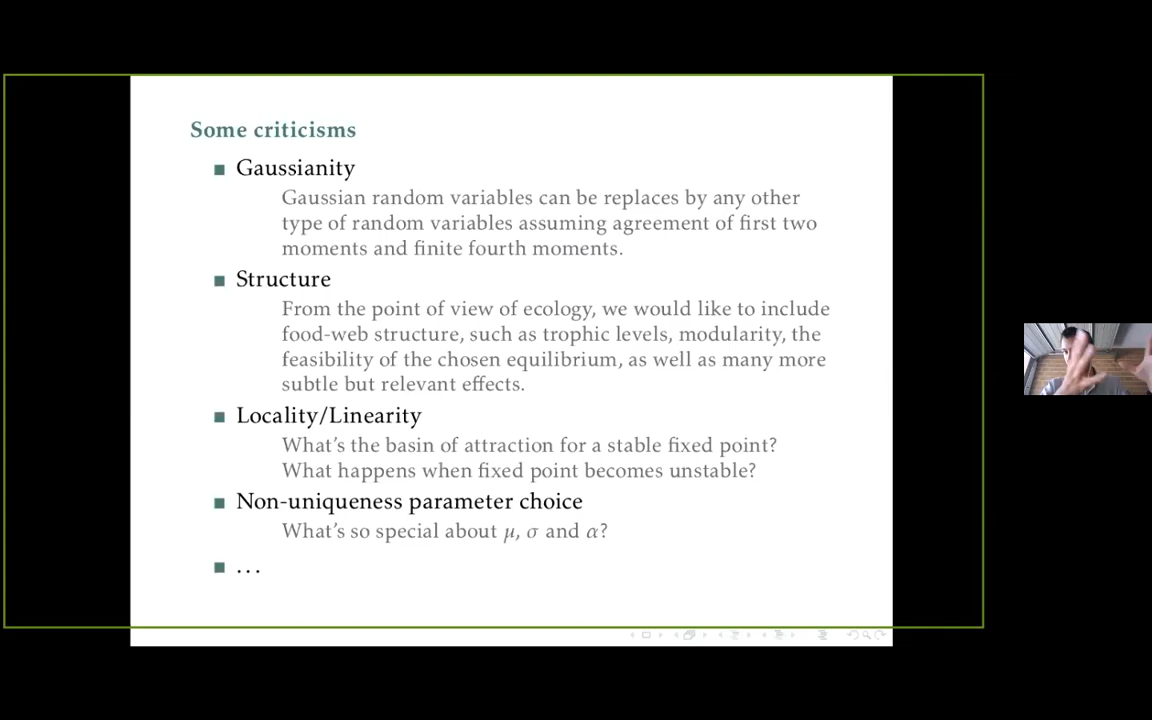 Some criticisms
Gaussianity
Gaussian random variables can be replaces by any other
type of random variables assuming agreement of first two
moments and finite fourth moments.
Structure
From the point of view of ecology, we would like to include
food-web structure, such as trophic levels, modularity, the
feasibility of the chosen equilibrium, as well as many more
subtle but relevant effects.
Locality/Linearity
What's the basin of attraction for a stable fixed point?
What happens when fixed point becomes unstable?
Non-uniqueness parameter choice
What's so special about μ, σ and α?
...